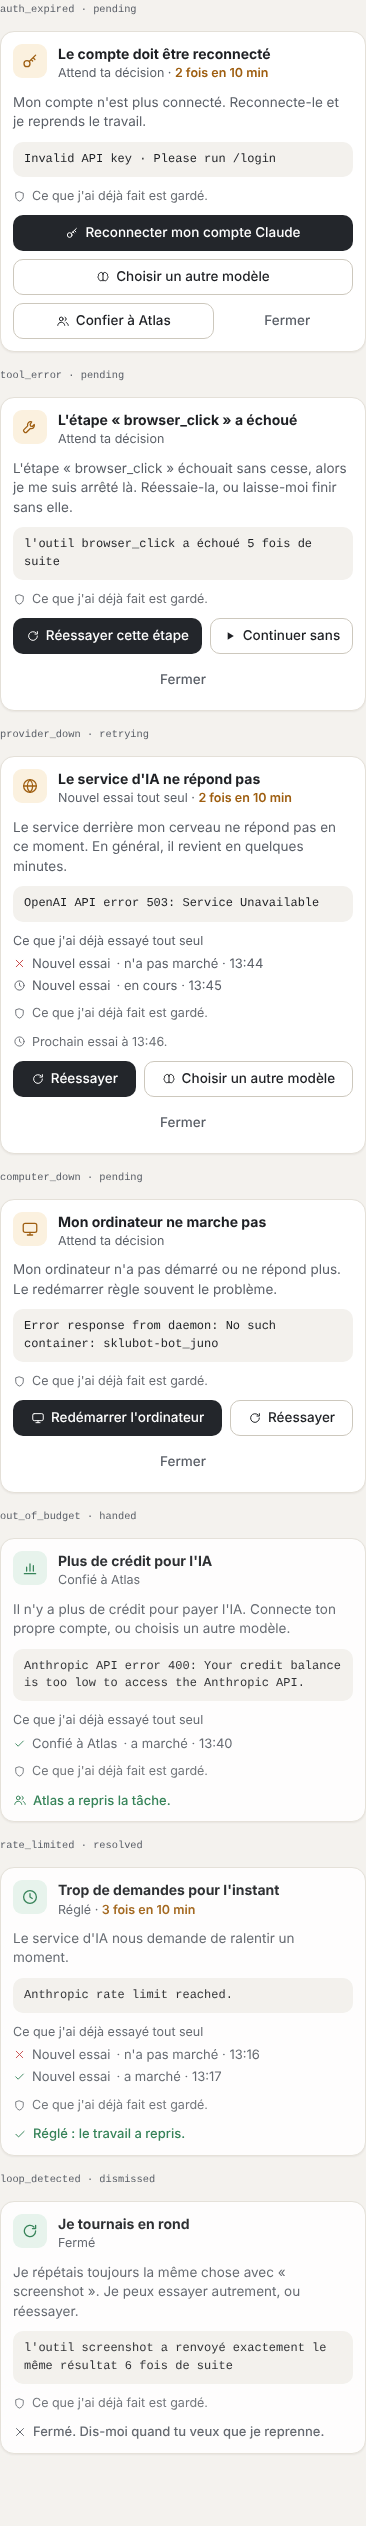 auth_expired · pending
Le compte doit être reconnecté
Attend ta décision · 2 fois en 10 min
Mon compte n'est plus connecté. Reconnecte-le et
je reprends le travail.
Invalid API key · Please run /login
Ce que j'ai déjà fait est gardé.
Reconnecter mon compte Claude
Choisir un autre modèle
Confier à Atlas
Fermer
tool_error · pending
L'étape « browser_click » a échoué
Attend ta décision
L'étape « browser_click » échouait sans cesse, alors
je me suis arrêté là. Réessaie-la, ou laisse-moi finir
sans elle.
l'outil browser_click a échoué 5 fois de
suite
Ce que j'ai déjà fait est gardé.
Réessayer cette étape
Continuer sans
Fermer
provider_down · retrying
Le service d'IA ne répond pas
Nouvel essai tout seul · 2 fois en 10 min
Le service derrière mon cerveau ne répond pas en
ce moment. En général, il revient en quelques
minutes.
OpenAI API error 503: Service Unavailable
Ce que j'ai déjà essayé tout seul
Nouvel essai · n'a pas marché · 13:44
Nouvel essai · en cours · 13:45
Ce que j'ai déjà fait est gardé.
Prochain essai à 13:46.
Réessayer
Choisir un autre modèle
Fermer
computer_down · pending
Mon ordinateur ne marche pas
Attend ta décision
Mon ordinateur n'a pas démarré ou ne répond plus.
Le redémarrer règle souvent le problème.
Error response from daemon: No such
container: sklubot-bot_juno
Ce que j'ai déjà fait est gardé.
Redémarrer l'ordinateur
Réessayer
Fermer
out_of_budget · handed
Plus de crédit pour l'IA
Confié à Atlas
Il n'y a plus de crédit pour payer l'IA. Connecte ton
propre compte, ou choisis un autre modèle.
Anthropic API error 400: Your credit balance
is too low to access the Anthropic API.
Ce que j'ai déjà essayé tout seul
Confié à Atlas · a marché · 13:40
Ce que j'ai déjà fait est gardé.
Atlas a repris la tâche.
rate_limited · resolved
Trop de demandes pour l'instant
Réglé · 3 fois en 10 min
Le service d'IA nous demande de ralentir un
moment.
Anthropic rate limit reached.
Ce que j'ai déjà essayé tout seul
Nouvel essai · n'a pas marché · 13:16
Nouvel essai · a marché · 13:17
Ce que j'ai déjà fait est gardé.
Réglé : le travail a repris.
loop_detected · dismissed
Je tournais en rond
Fermé
Je répétais toujours la même chose avec «
screenshot ». Je peux essayer autrement, ou
réessayer.
l'outil screenshot a renvoyé exactement le
même résultat 6 fois de suite
Ce que j'ai déjà fait est gardé.
Fermé. Dis-moi quand tu veux que je reprenne.